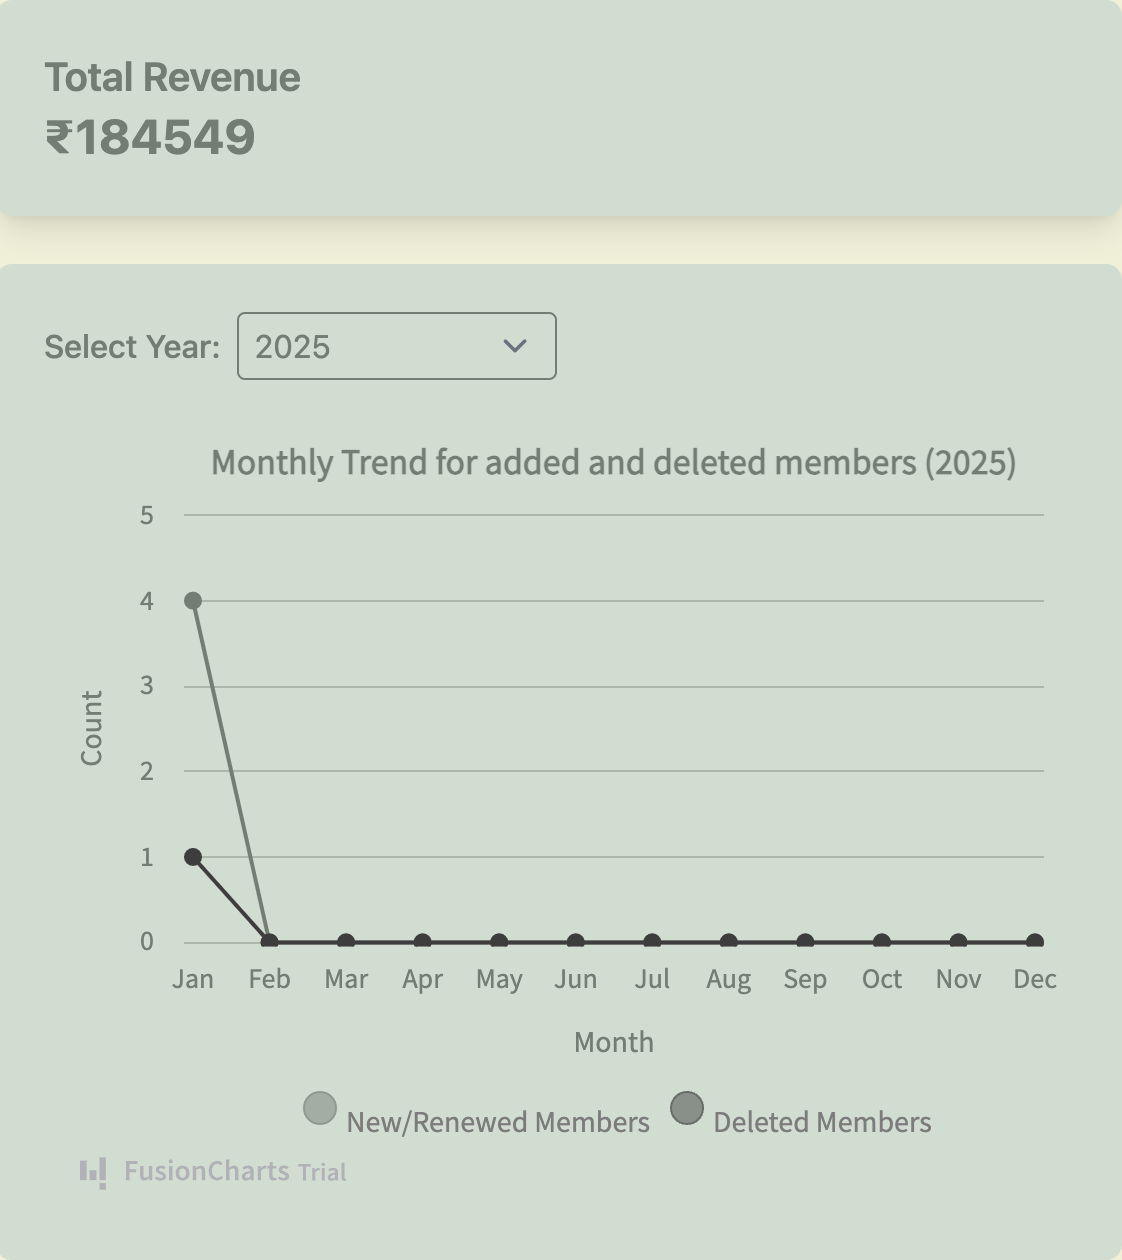 Total Revenue
₹184549
Select Year: 2025
Monthly Trend for added and deleted members (2025)
5
4
3
2
1
0
Count
Jan Feb Mar Apr May Jun Jul Aug Sep Oct Nov Dec
Month
New/Renewed Members Deleted Members
FusionCharts Trial